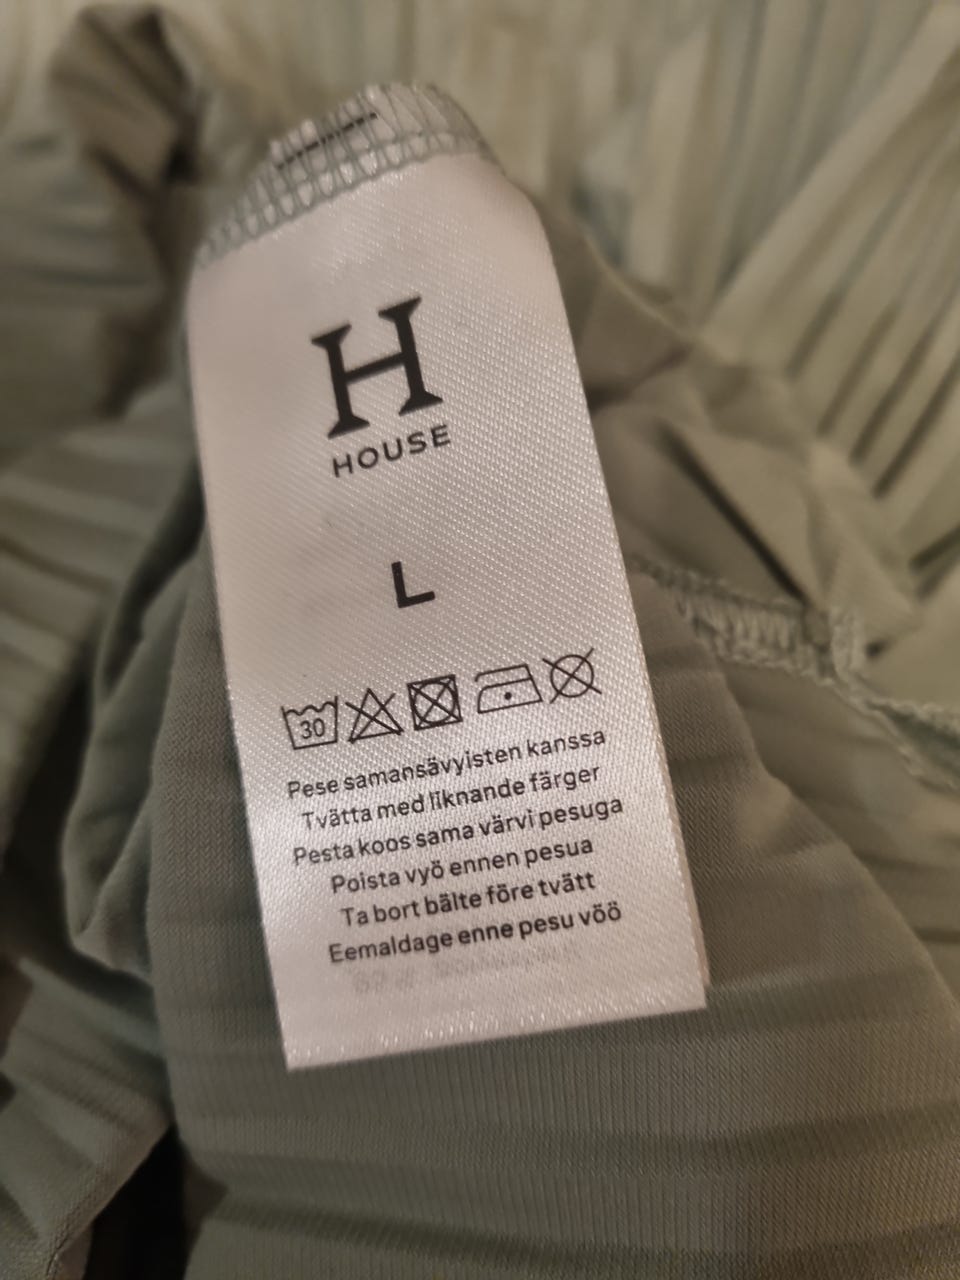 H
HOUSE
L
30
Pese samansävyisten kanssa
Tvätta med liknande färger
Pesta koos sama värvi pesuga
Poista vyö ennen pesua
Ta bort bälte före tvätt
Eemaldage enne pesu vöö